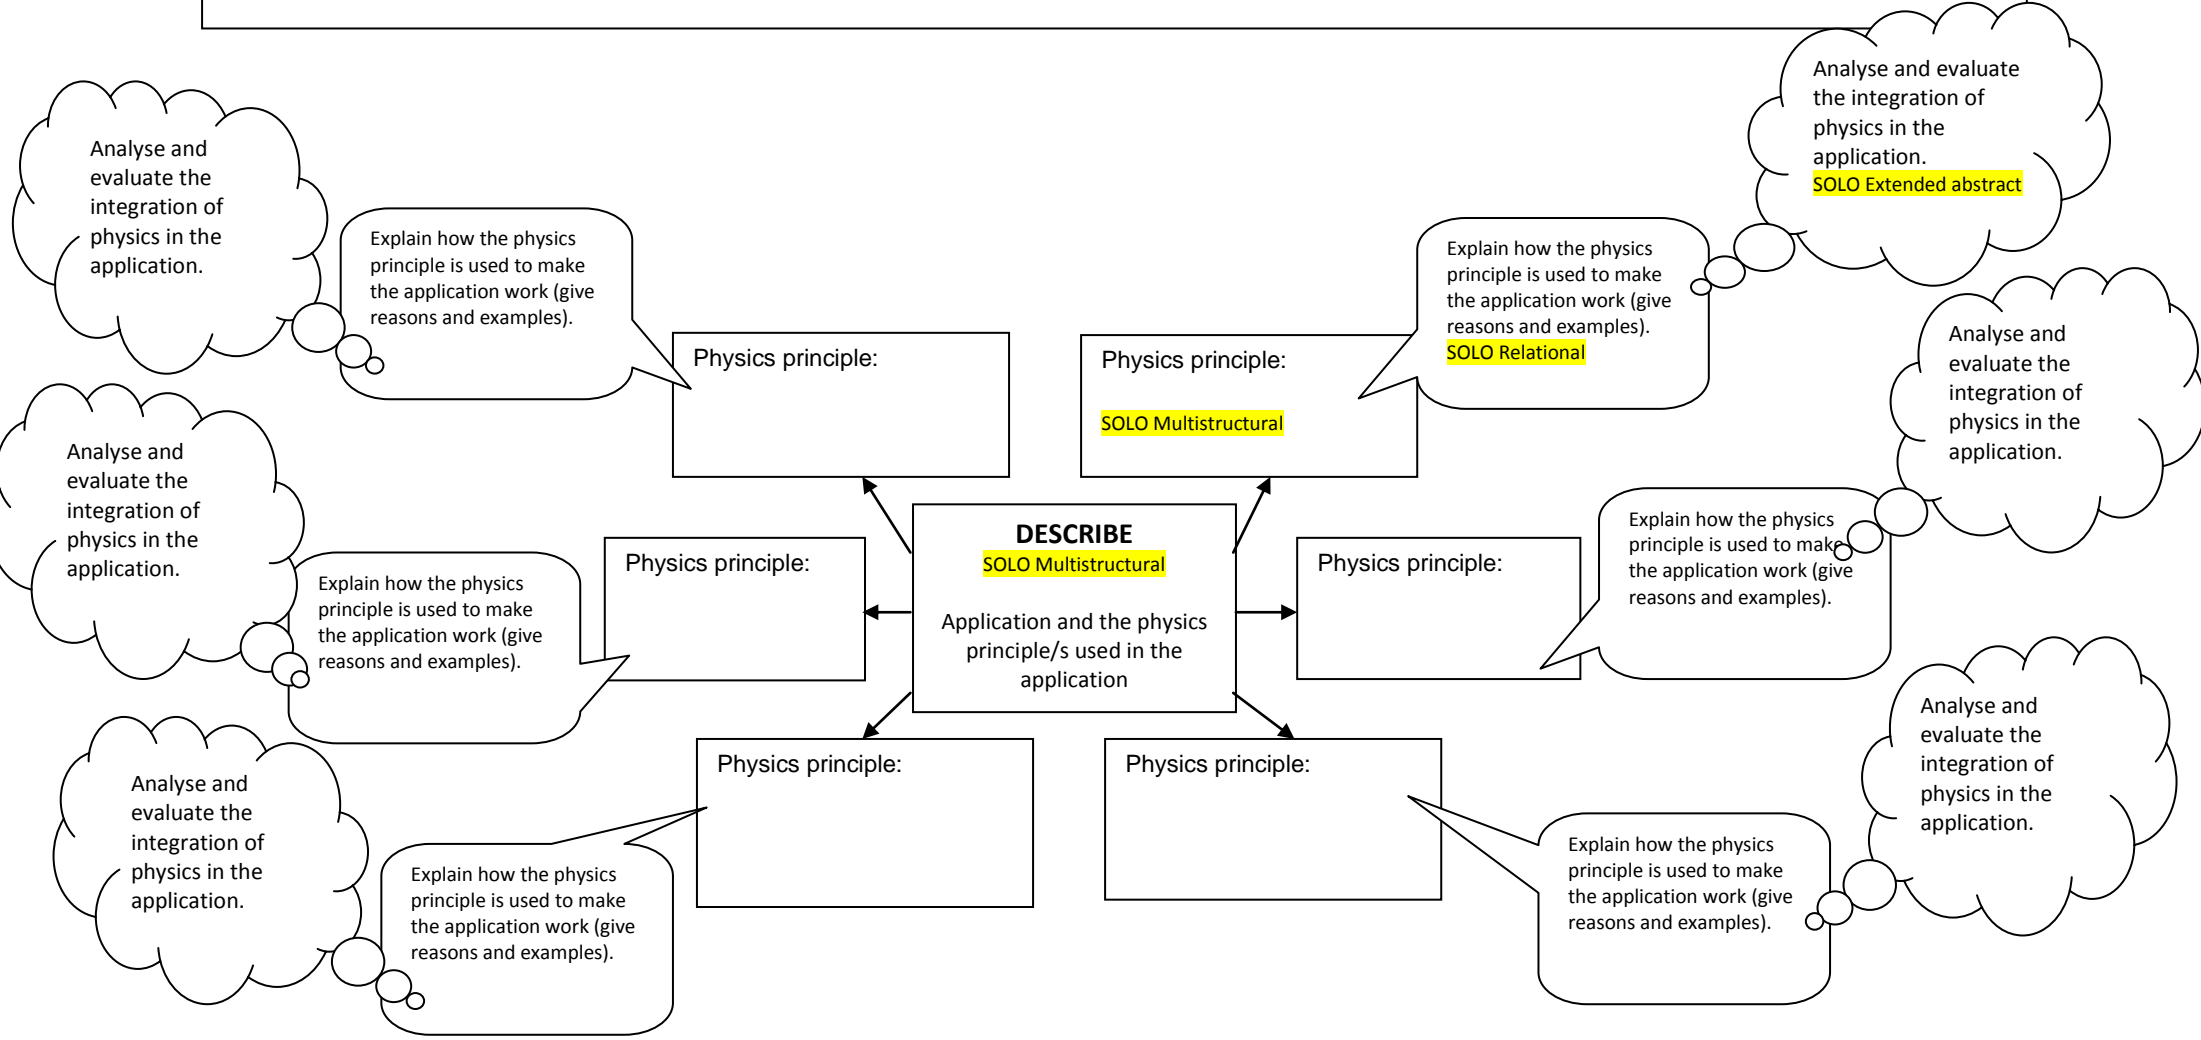 Analyse and evaluate
the integration of
physics in the
application.
SOLO Extended abstract
Analyse and
evaluate the
integration of
physics in the
application.
Explain how the physics
principle is used to make
the application work (give
reasons and examples).
Physics principle:
Physics principle:
SOLO Multistructural
Explain how the physics
principle is used to make
the application work (give
reasons and examples).
SOLO Relational
Analyse and
evaluate the
integration of
physics in the
application.
Analyse and
evaluate the
integration of
physics in the
application.
Explain how the physics
principle is used to make
the application work (give
reasons and examples).
Physics principle:
DESCRIBE
SOLO Multistructural
Application and the physics
principle/s used in the
application
Physics principle:
Explain how the physics
principle is used to make
the application work (give
reasons and examples).
Analyse and
evaluate the
integration of
physics in the
application.
Analyse and
evaluate the
integration of
physics in the
application.
Explain how the physics
principle is used to make
the application work (give
reasons and examples).
Physics principle:
Physics principle:
Explain how the physics
principle is used to make
the application work (give
reasons and examples).